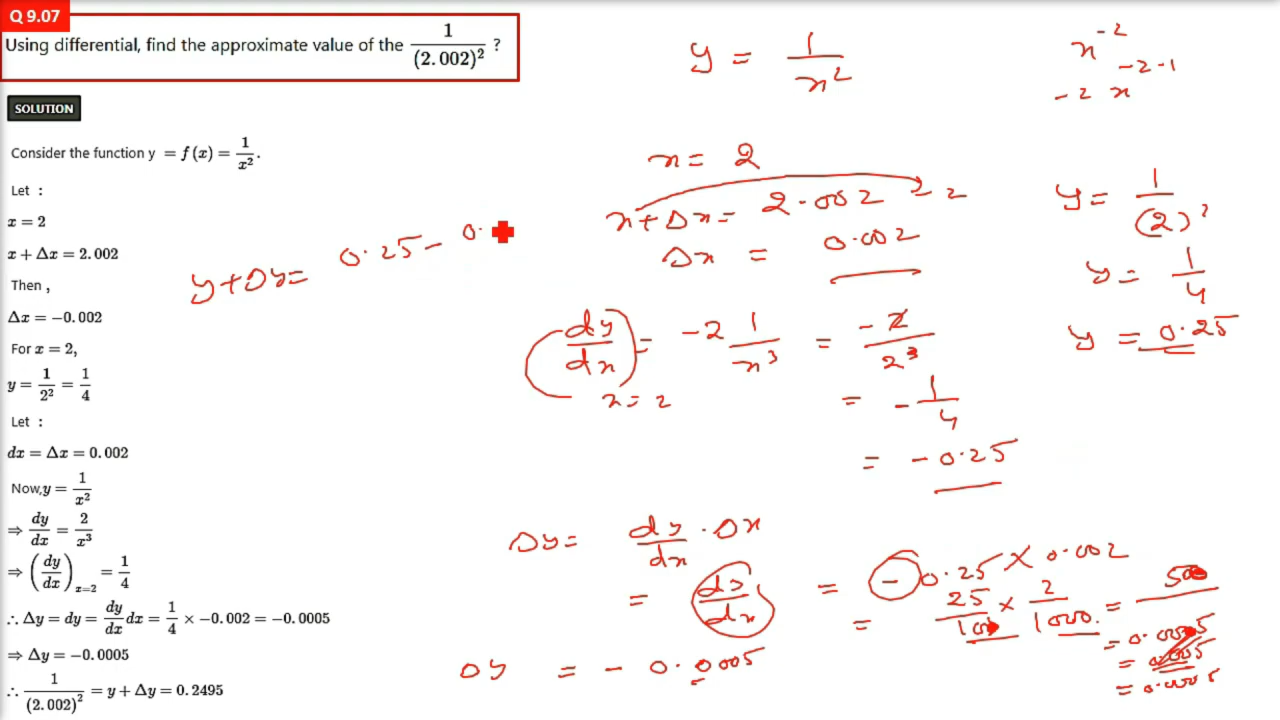 Q 9.07
Using differential, find the approximate value of the 1/(2.002)² ?
SOLUTION
Consider the function y = f(x) = 1/x².
Let :
x = 2
x + Δx = 2.002
Then ,
Δx = −0.002
For x = 2,
y = 1/2² = 1/4
Let :
dx = Δx = 0.002
Now,y = 1/x²
⇒ dy/dx = 2/x³
⇒ (dy/dx)ₓ₌₂ = 1/4
∴ Δy = dy = dy/dx dx = 1/4 × −0.002 = −0.0005
⇒ Δy = −0.0005
∴ 1/(2.002)² = y + Δy = 0.2495
y = 1/x²
x⁻²
-2 x⁻²⁻¹
x = 2
x + Δx = 2.002 - 2
Δx = 0.002
y + Δy = 0.25 - 0.
dy/dx = -2 1/x³ = -2/2³
x = 2
= -1/4
= -0.25
y = 1/(2)²
y = 1/4
y = 0.25
Δy = dy/dx · Δx
= dy/dx = -0.25 × 0.002
= 25/100 × 2/1000 =
= 0.0005
Δy = - 0.0005